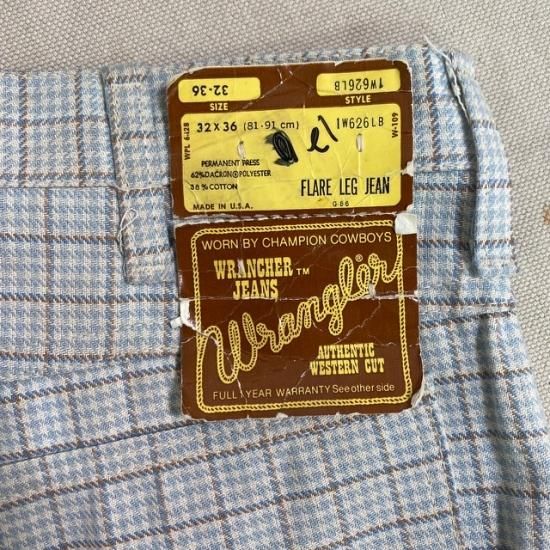 32-36
SIZE
1W626LB
STYLE
WPL 6428
32 X 36 (81-91 cm)
1W626LB
W-109
PERMANENT PRESS
62% DACRON® POLYESTER
38% COTTON
FLARE LEG JEAN
MADE IN U.S.A.
G86
WORN BY CHAMPION COWBOYS
WRANCHER™
JEANS
Wrangler®
AUTHENTIC
WESTERN CUT
FULL 1 YEAR WARRANTY See other side